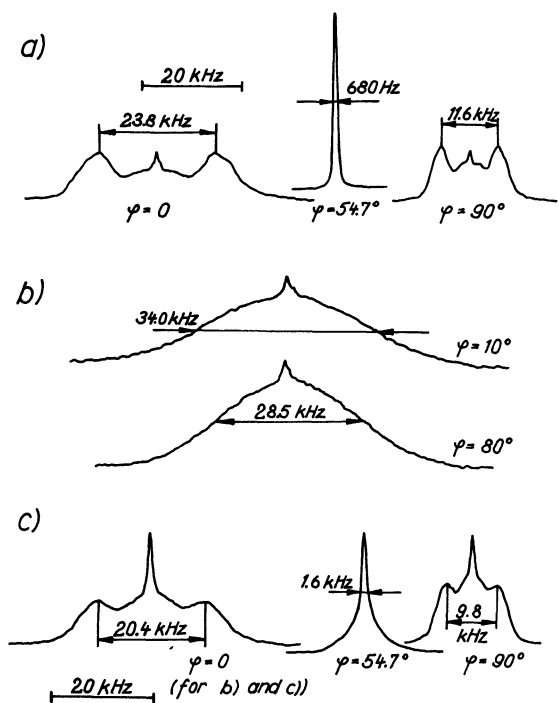 a)
20 kHz
23.8 kHz
680 Hz
11.6 kHz
φ = 0
φ = 54.7°
φ = 90°
b)
34.0 kHz
φ = 10°
28.5 kHz
φ = 80°
c)
1.6 kHz
20.4 kHz
9.8
kHz
φ = 0
φ = 54.7°
φ = 90°
(for b) and c))
20 kHz